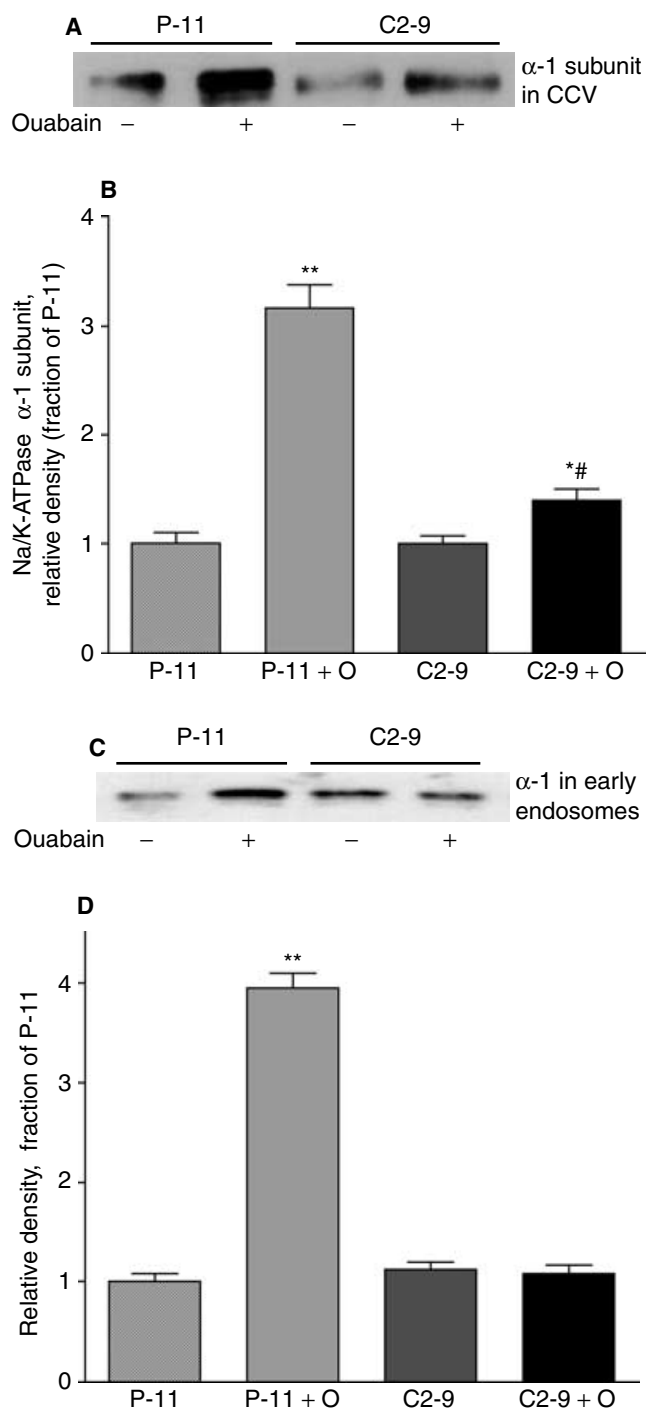 A
P-11 C2-9
α-1 subunit
in CCV
Ouabain – + – +
B
Na/K-ATPase α-1 subunit,
relative density (fraction of P-11)
4
3
2
1
0
**
*#
P-11 P-11 + O C2-9 C2-9 + O
C
P-11 C2-9
α-1 in early
endosomes
Ouabain – + – +
D
Relative density, fraction of P-11
4
3
2
1
0
**
P-11 P-11 + O C2-9 C2-9 + O